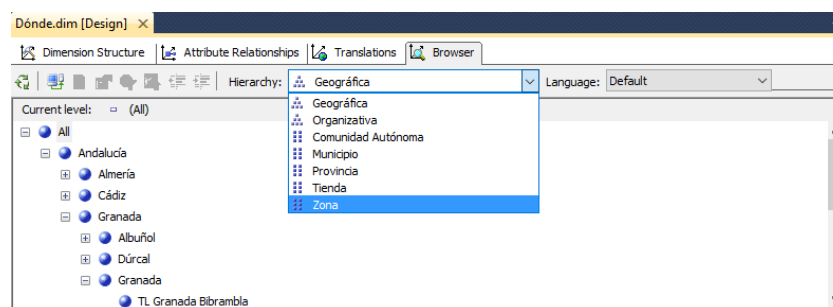 Dónde.dim [Design]
Dimension Structure Attribute Relationships Translations Browser
Hierarchy: Geográfica Language: Default
Current level: (All)
Geográfica
Organizativa
Comunidad Autónoma
Municipio
Provincia
Tienda
Zona
All
Andalucía
Almería
Cádiz
Granada
Albuñol
Dúrcal
Granada
TL Granada Bibrambla